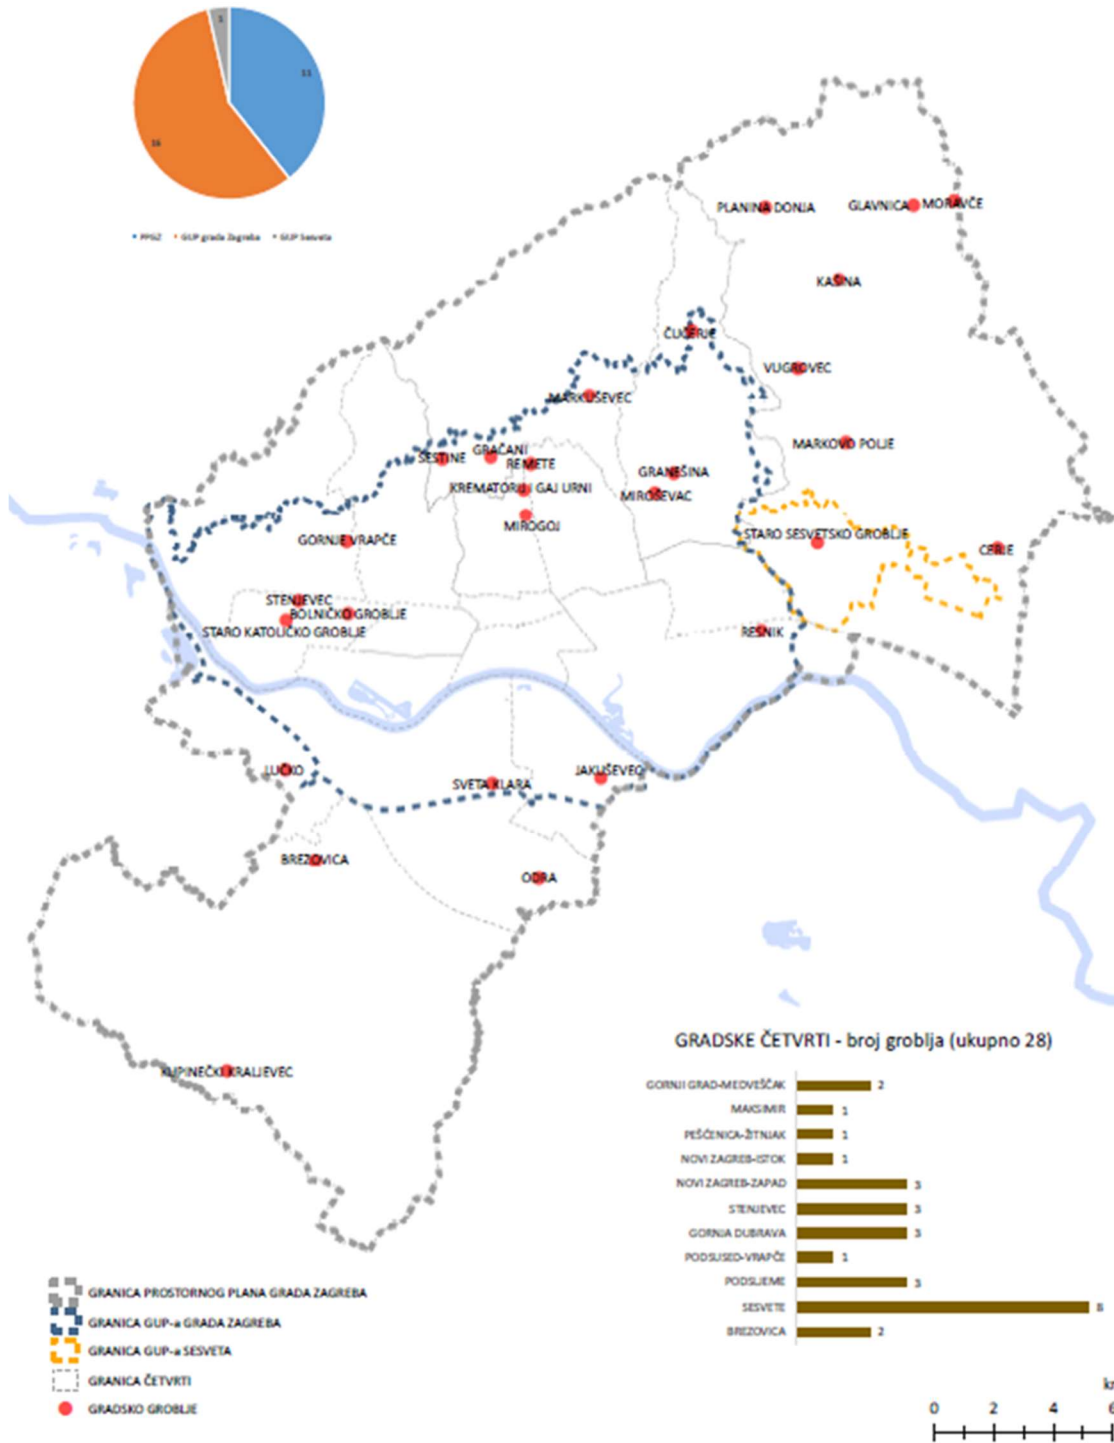 1
11
16
PPGZ GUP grada Zagreba GUP Sesveta
PLANINA DONJA
GLAVNICA
MORAVČE
KAŠINA
ČUČERJE
VUGROVEC
MARKUŠEVEC
MARKOVO POLJE
ŠESTINE
GRAČANI
REMETE
GRANEŠINA
KREMATORIJ I GAJ URNI
MIROŠEVAC
MIROGOJ
GORNJE VRAPČE
STARO SESVETSKO GROBLJE
CERJE
STENJEVEC
BOLNIČKO GROBLJE
STARO KATOLIČKO GROBLJE
RESNIK
LUČKO
SVETA KLARA
JAKUŠEVEC
BREZOVICA
ODRA
KUPINEČKI KRALJEVEC
GRADSKE ČETVRTI - broj groblja (ukupno 28)
GORNJI GRAD-MEDVEŠČAK 2
MAKSIMIR 1
PEŠČENICA-ŽITNJAK 1
NOVI ZAGREB-ISTOK 1
NOVI ZAGREB-ZAPAD 3
STENJEVEC 3
GORNJA DUBRAVA 3
PODSUSED-VRAPČE 1
PODSLJEME 3
SESVETE 8
BREZOVICA 2
GRANICA PROSTORNOG PLANA GRADA ZAGREBA
GRANICA GUP-a GRADA ZAGREBA
GRANICA GUP-a SESVETA
GRANICA ČETVRTI
GRADSKO GROBLJE
0 2 4 6